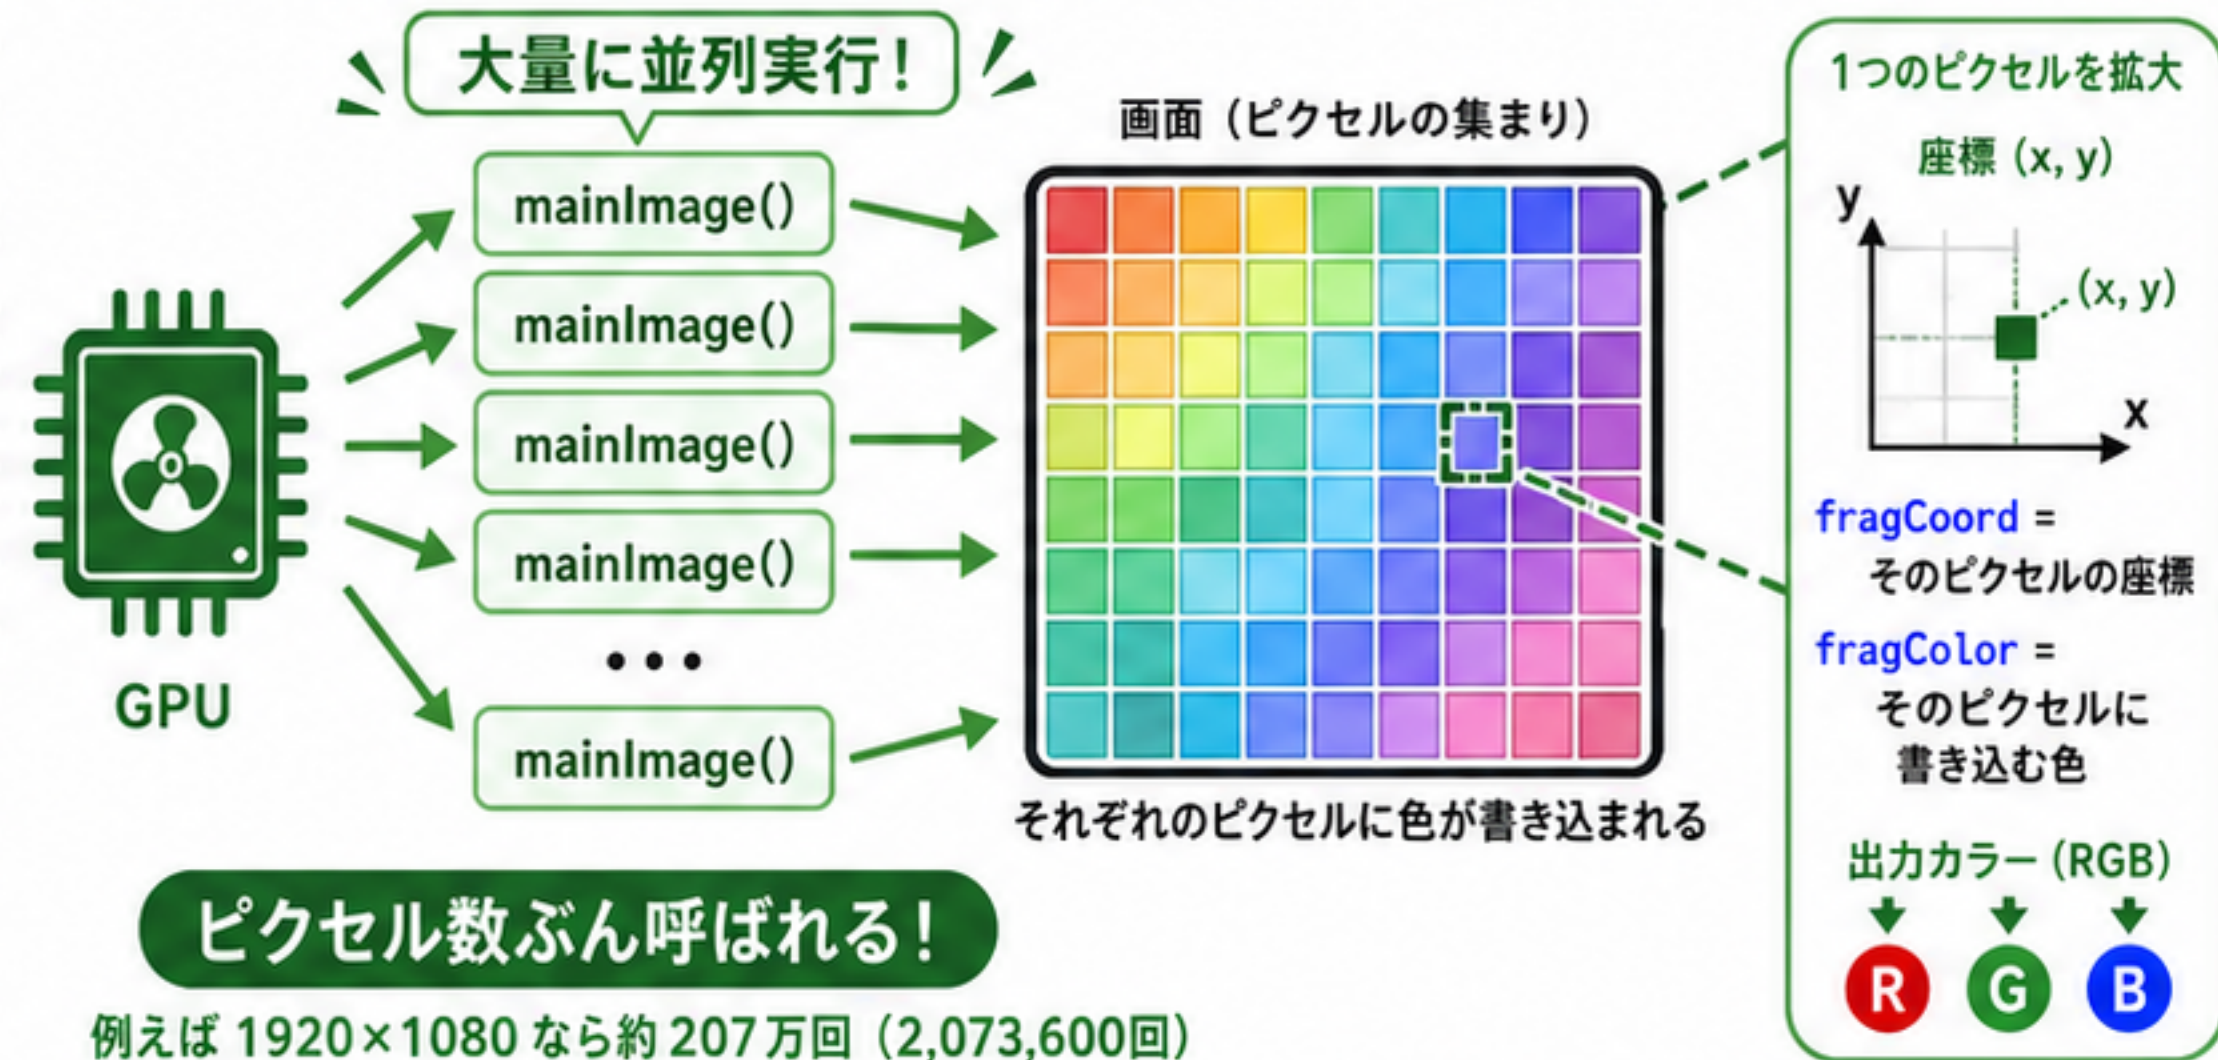 大量に並列実行！
mainImage()
mainImage()
mainImage()
mainImage()
•••
mainImage()
GPU
ピクセル数ぶん呼ばれる！
例えば 1920×1080 なら約 207万回（2,073,600回）
画面（ピクセルの集まり）
それぞれのピクセルに色が書き込まれる
1つのピクセルを拡大
座標 (x, y)
y
(x, y)
x
fragCoord =
そのピクセルの座標
fragColor =
そのピクセルに
書き込む色
出力カラー（RGB）
R G B